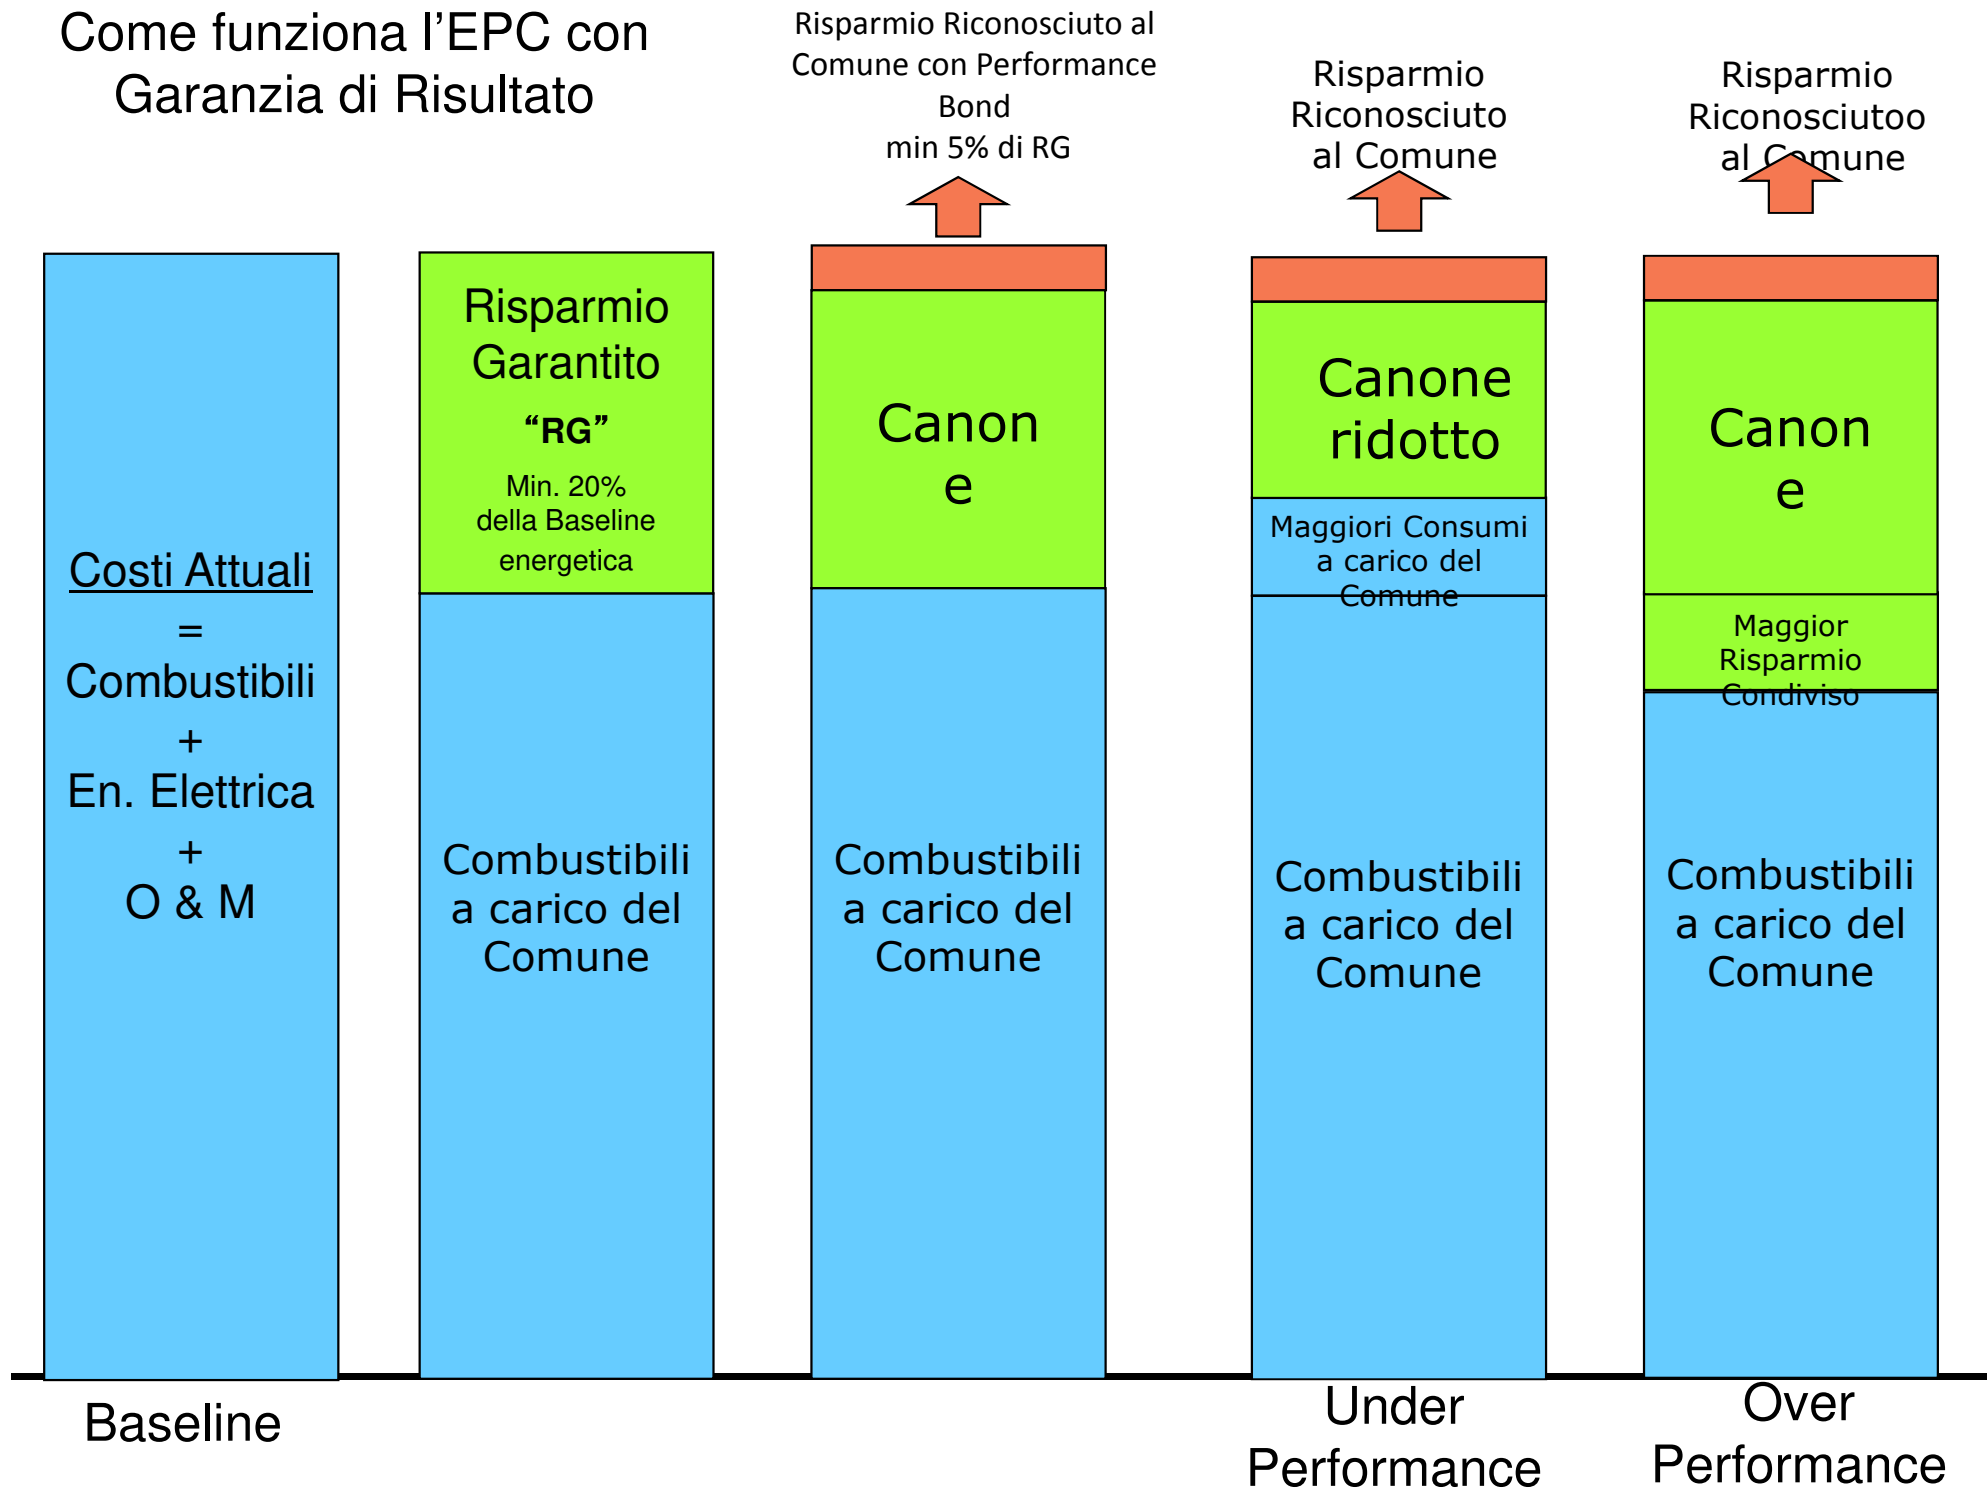 Come funziona l’EPC con
Garanzia di Risultato
Risparmio Riconosciuto al
Comune con Performance
Bond
min 5% di RG
Risparmio
Riconosciuto
al Comune
Risparmio
Riconosciutoo
al Comune
Costi Attuali
=
Combustibili
+
En. Elettrica
+
O & M
Risparmio
Garantito
“RG”
Min. 20%
della Baseline
energetica
Combustibili
a carico del
Comune
Canon
e
Combustibili
a carico del
Comune
Canone
ridotto
Maggiori Consumi
a carico del
Comune
Combustibili
a carico del
Comune
Canon
e
Maggior
Risparmio
Condiviso
Combustibili
a carico del
Comune
Baseline
Under
Performance
Over
Performance